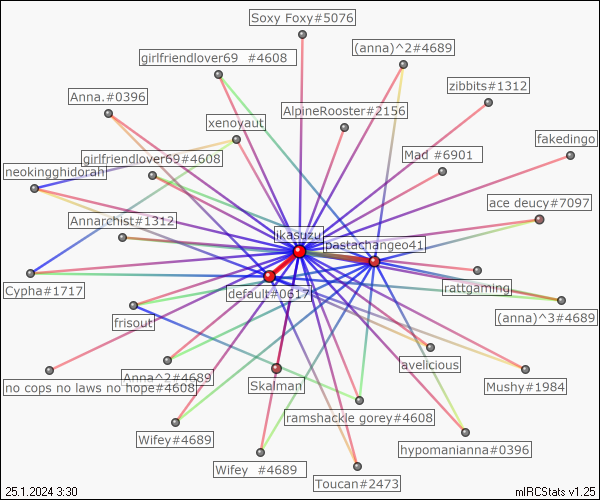 Soxy Foxy#5076
(anna)^2#4689
girlfriendlover69 #4608
zibbits#1312
Anna.#0396
AlpineRooster#2156
xenoyaut
fakedingo
Mad #6901
girlfriendlover69#4608
neokingghidorah
ace deucy#7097
Annarchist#1312
ikasuzu
pastachangeo41
Cypha#1717
default#0617
rattgaming
(anna)^3#4689
frisout
avelicious
Anna^2#4689
no cops no laws no hope#4608
Skalman
Mushy#1984
ramshackle gorey#4608
Wifey#4689
hypomanianna#0396
Wifey #4689
Toucan#2473
25.1.2024 3:30
mIRCStats v1.25